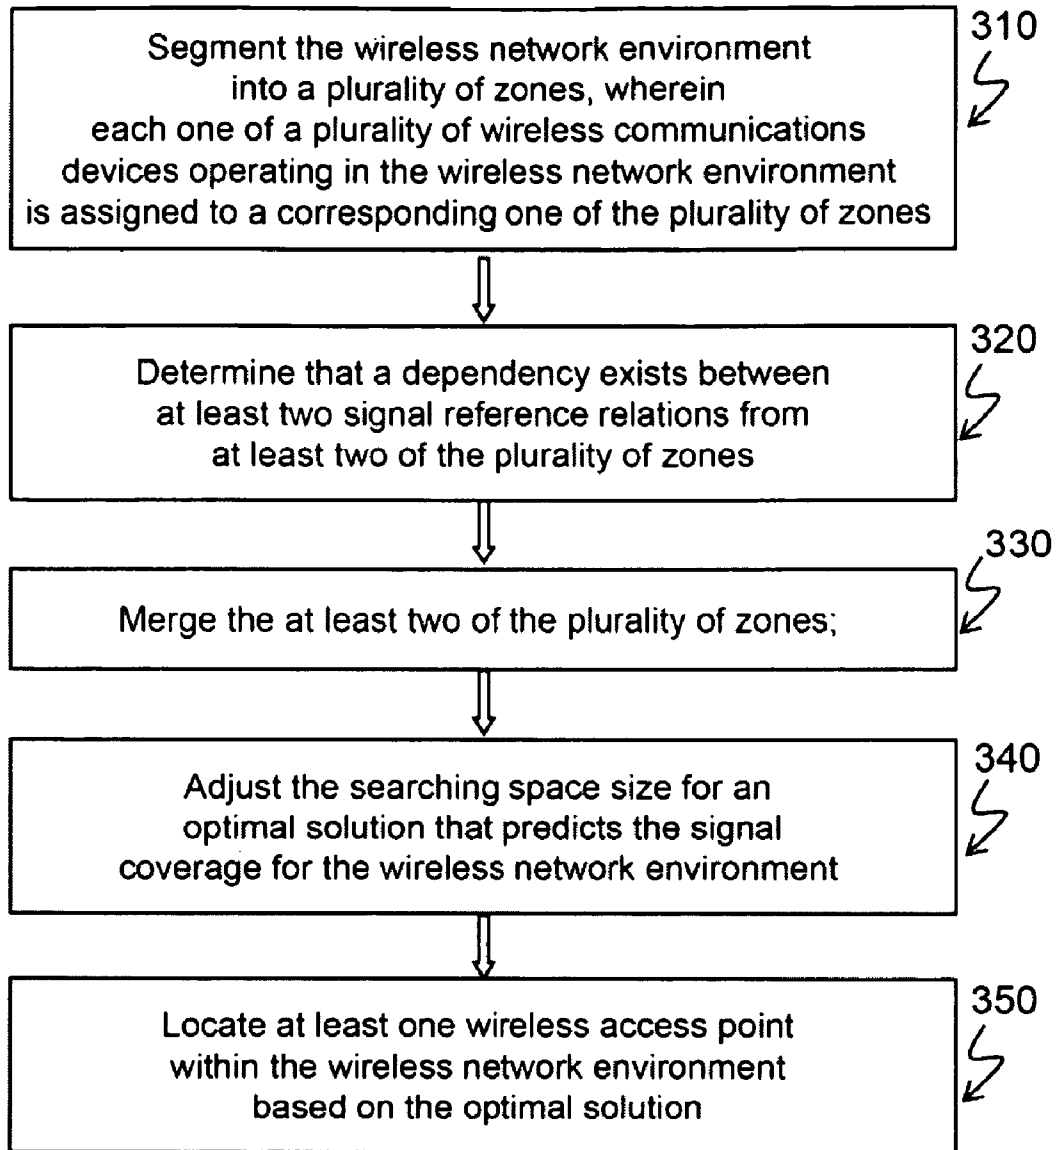 310
Segment the wireless network environment
into a plurality of zones, wherein
each one of a plurality of wireless communications
devices operating in the wireless network environment
is assigned to a corresponding one of the plurality of zones
320
Determine that a dependency exists between
at least two signal reference relations from
at least two of the plurality of zones
330
Merge the at least two of the plurality of zones;
340
Adjust the searching space size for an
optimal solution that predicts the signal
coverage for the wireless network environment
350
Locate at least one wireless access point
within the wireless network environment
based on the optimal solution